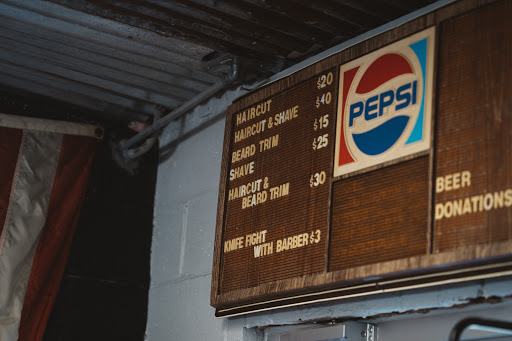 HAIRCUT $20
HAIRCUT & SHAVE $40
BEARD TRIM $15
SHAVE $25
HAIRCUT &
BEARD TRIM $30
KNIFE FIGHT
WITH BARBER $3
PEPSI
BEER
DONATIONS